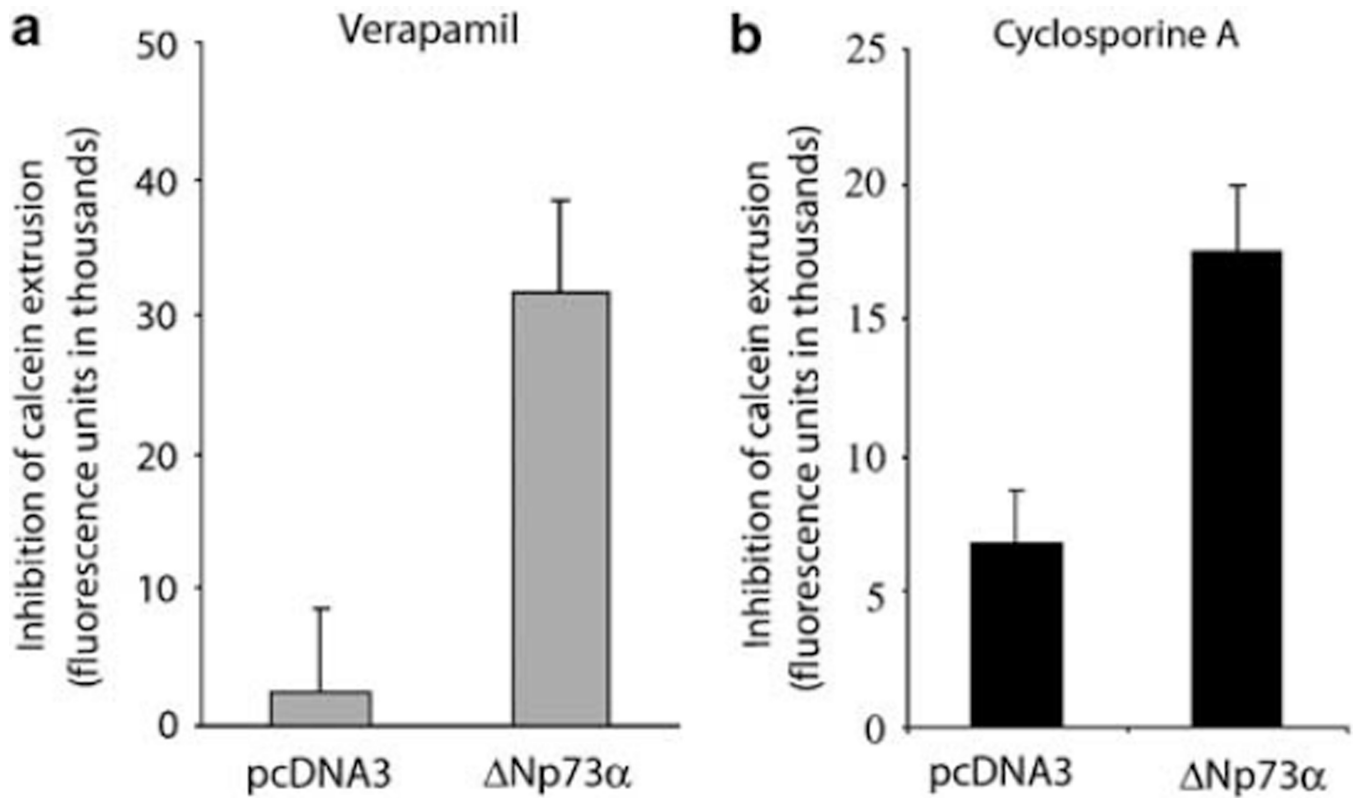 a
Verapamil
Inhibition of calcein extrusion
(fluorescence units in thousands)
50
40
30
20
10
0
pcDNA3
ΔNp73α
b
Cyclosporine A
Inhibition of calcein extrusion
(fluorescence units in thousands)
25
20
15
10
5
0
pcDNA3
ΔNp73α